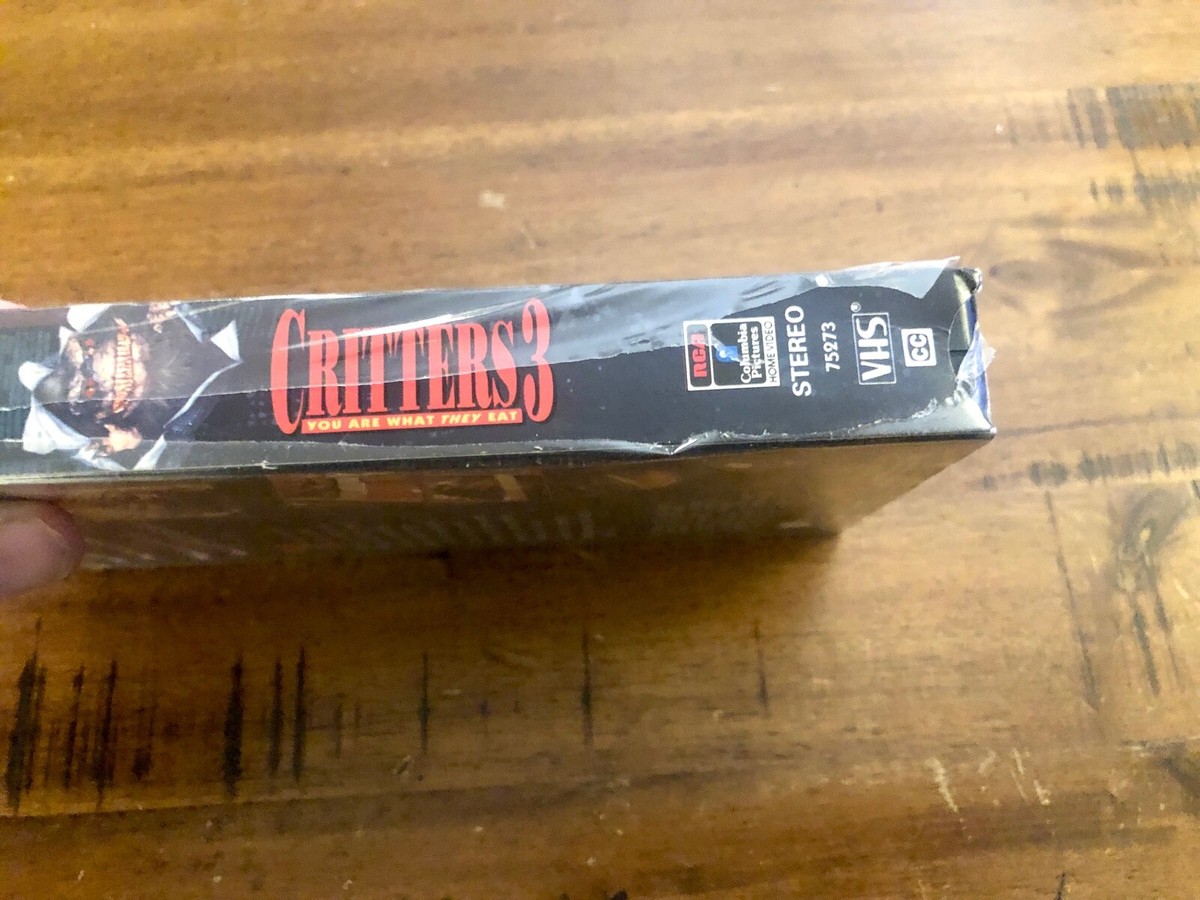 CRITTERS 3
YOU ARE WHAT THEY EAT
RCA
Columbia
Pictures
HOME VIDEO
STEREO
75273
VHS®
CC